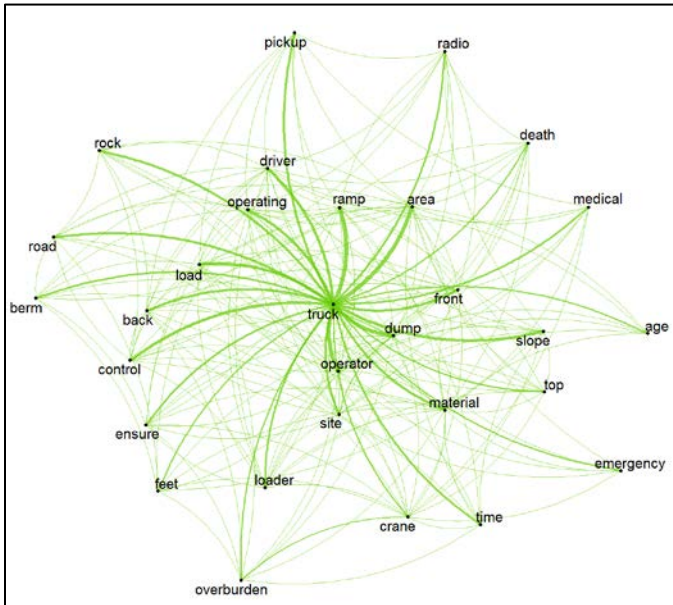 pickup
radio
death
rock
driver
operating
ramp
area
medical
road
load
berm
back
truck
front
dump
slope
age
control
operator
top
material
site
ensure
emergency
feet
loader
crane
time
overburden